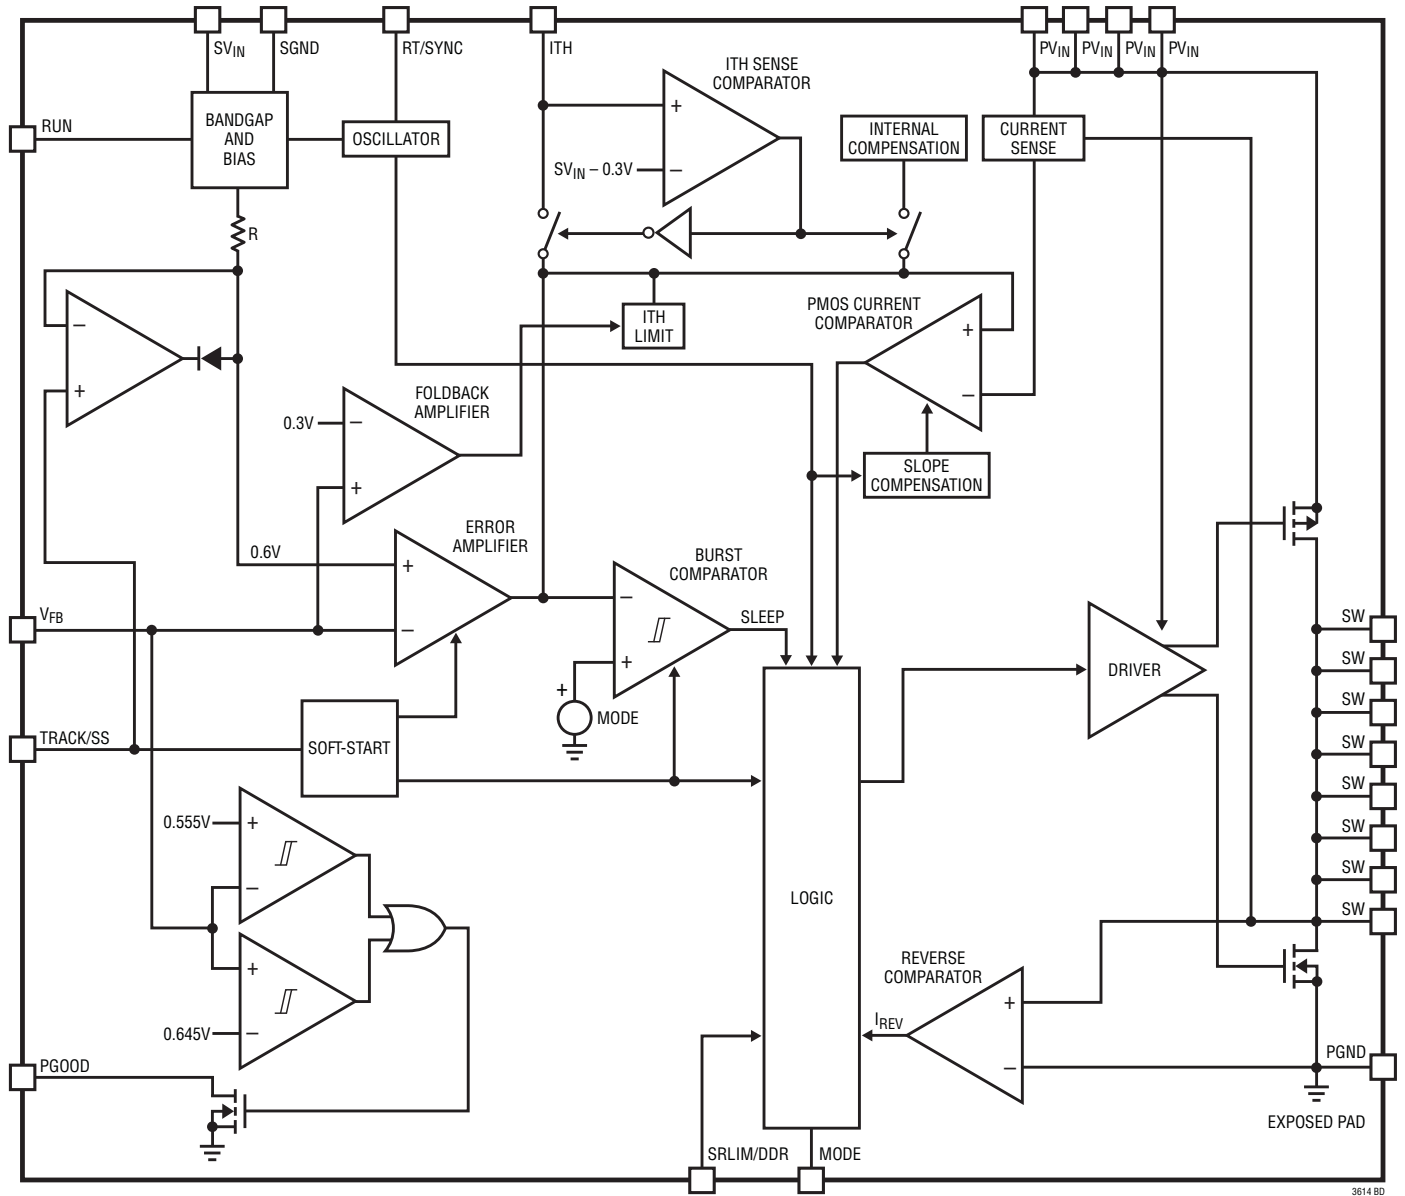 SVIN
SGND
RT/SYNC
ITH
PVIN
PVIN
PVIN
PVIN
ITH SENSE
COMPARATOR
RUN
BANDGAP
AND
BIAS
OSCILLATOR
+
SVIN – 0.3V
–
INTERNAL
COMPENSATION
CURRENT
SENSE
R
–
+
ITH
LIMIT
PMOS CURRENT
COMPARATOR
+
–
FOLDBACK
AMPLIFIER
0.3V
–
+
SLOPE
COMPENSATION
ERROR
AMPLIFIER
0.6V
+
–
BURST
COMPARATOR
–
+
SLEEP
VFB
+
MODE
DRIVER
SW
SW
SW
SW
SW
SW
SW
SW
TRACK/SS
SOFT-START
0.555V
+
–
+
0.645V
–
LOGIC
REVERSE
COMPARATOR
+
–
IREV
PGOOD
PGND
EXPOSED PAD
SRLIM/DDR
MODE
3614 BD